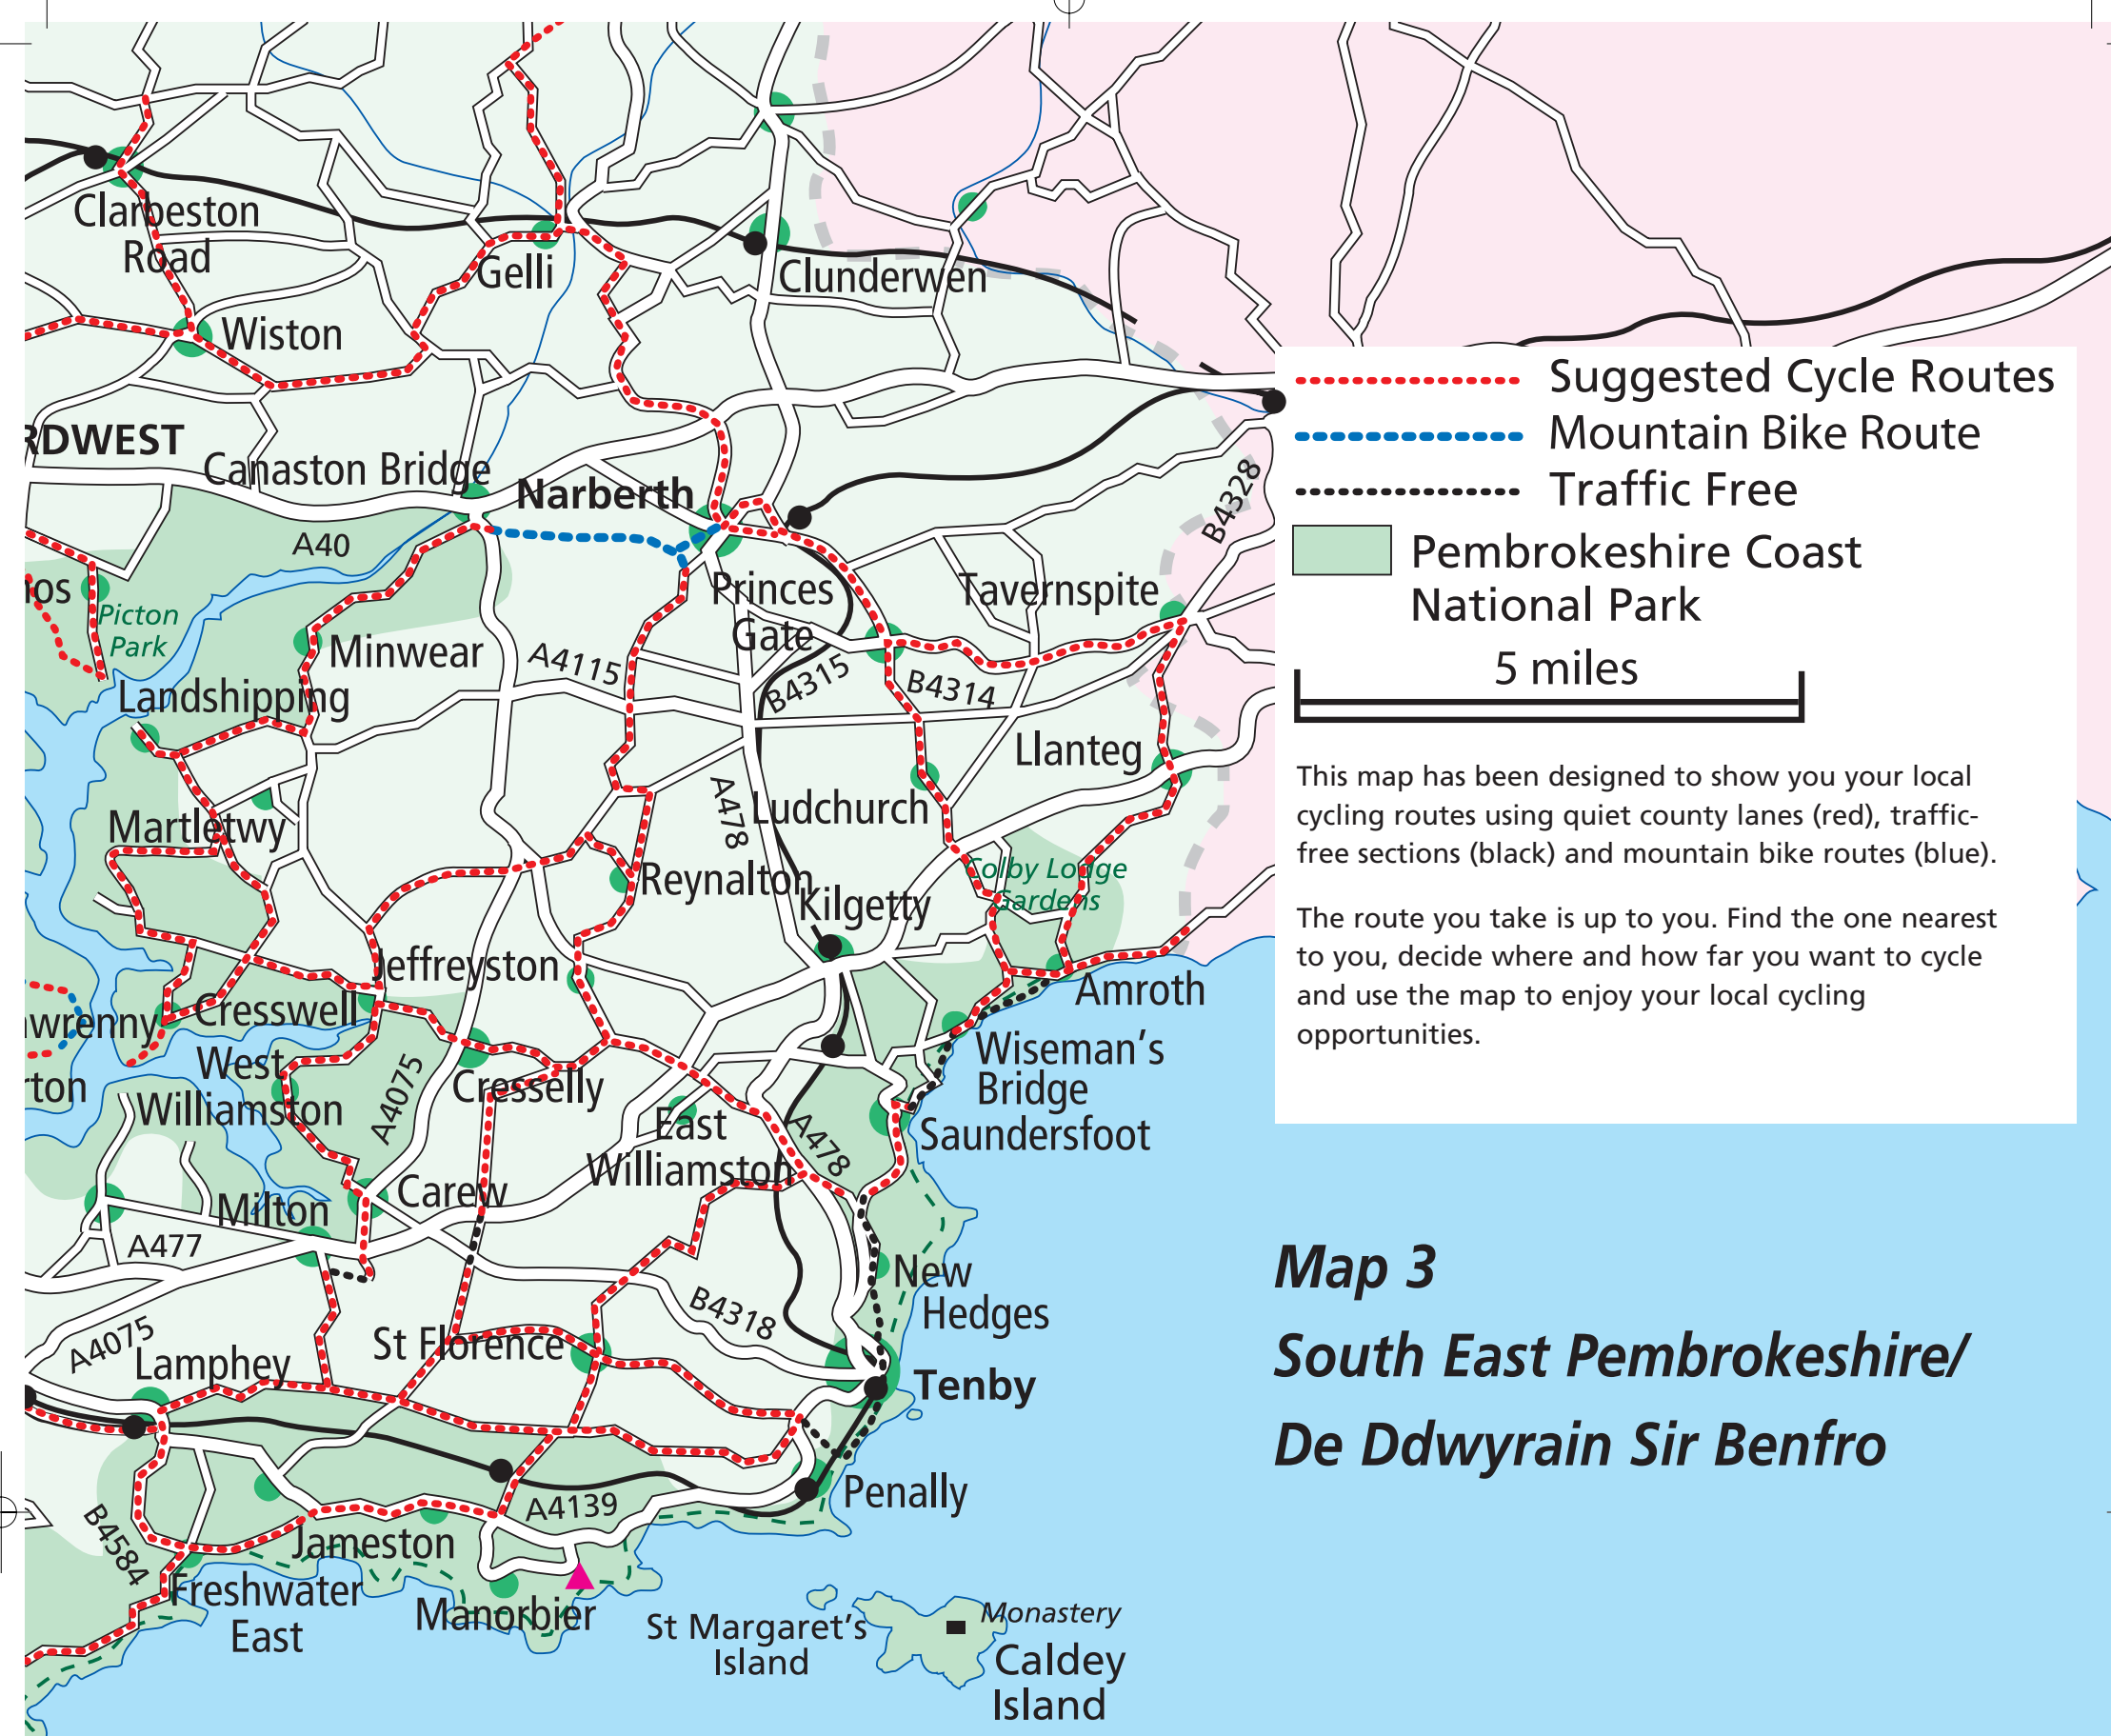 Clarbeston
Road
Gelli
Clunderwen
Wiston
RDWEST
Canaston Bridge
Narberth
A40
B4328
Picton
Park
Minwear
A4115
Princes
Gate
B4315
B4314
Tavernspite
Landshipping
Llanteg
Martletwy
A478
Ludchurch
Reynalton
Kilgetty
Colby Lodge
Gardens
Jeffreyston
Amroth
wrenny
Cresswell
West
Williamston
rton
A4075
Cresselly
Wiseman's
Bridge
East
Williamston
A478
Saundersfoot
Milton
Carew
A477
New
Hedges
B4318
A4075
Lamphey
St Florence
Tenby
Penally
A4139
B4584
Jameston
Freshwater
East
Manorbier
St Margaret's
Island
Monastery
Caldey
Island
Suggested Cycle Routes
Mountain Bike Route
Traffic Free
Pembrokeshire Coast
National Park
5 miles
This map has been designed to show you your local
cycling routes using quiet county lanes (red), traffic-
free sections (black) and mountain bike routes (blue).
The route you take is up to you. Find the one nearest
to you, decide where and how far you want to cycle
and use the map to enjoy your local cycling
opportunities.
Map 3
South East Pembrokeshire/
De Ddwyrain Sir Benfro